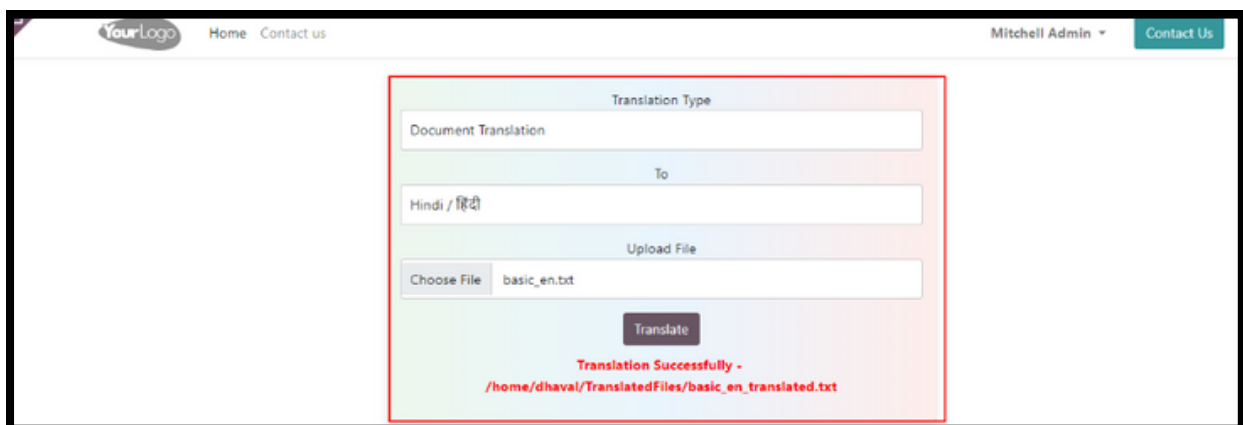 YourLogo Home Contact us Mitchell Admin Contact Us
Translation Type
Document Translation
To
Hindi / हिंदी
Upload File
Choose File basic_en.txt
Translate
Translation Successfully -
/home/dhaval/TranslatedFiles/basic_en_translated.txt